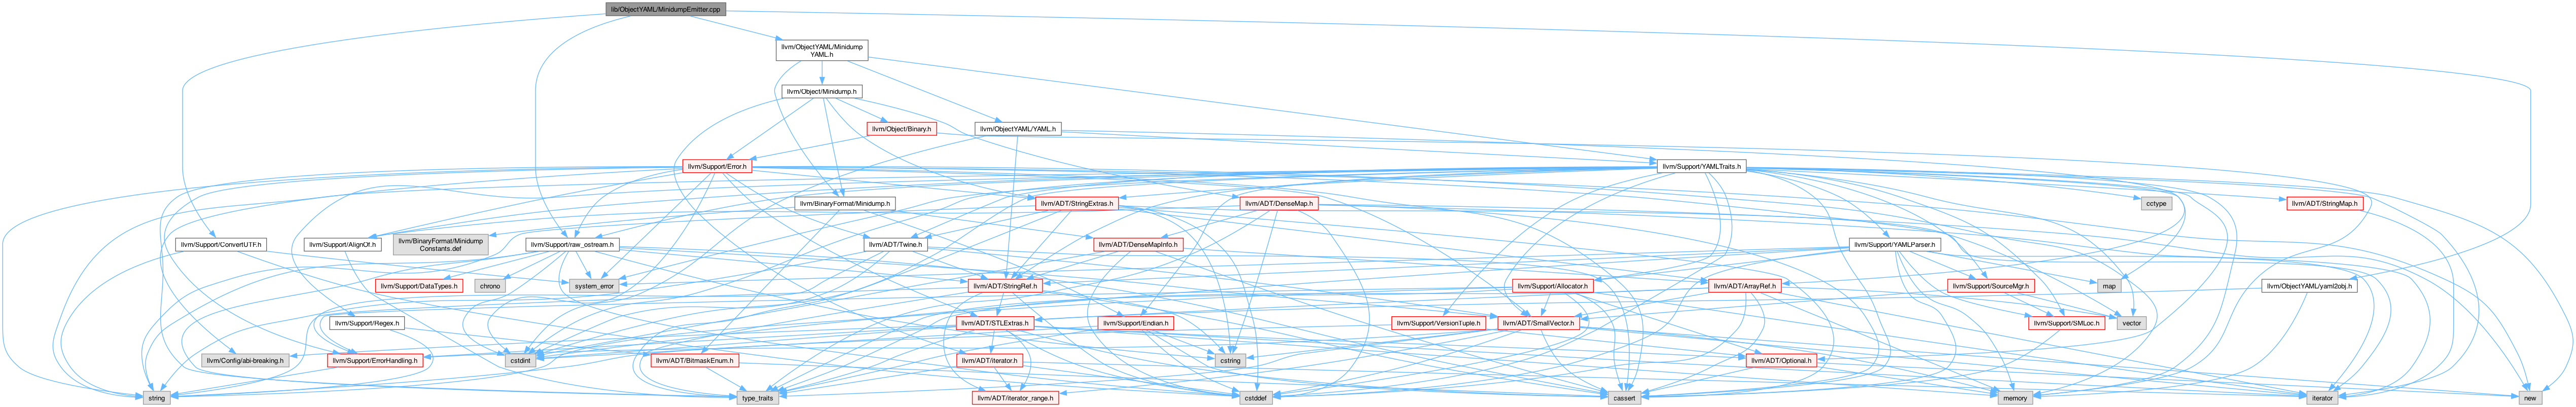 lib/ObjectYAML/MinidumpEmitter.cpp
llvm/ObjectYAML/Minidump
YAML.h
llvm/Object/Minidump.h
llvm/Object/Binary.h
llvm/ObjectYAML/YAML.h
llvm/Support/Error.h
llvm/Support/YAMLTraits.h
llvm/BinaryFormat/Minidump.h
llvm/ADT/StringExtras.h
llvm/ADT/DenseMap.h
cctype
llvm/ADT/StringMap.h
llvm/Support/ConvertUTF.h
llvm/Support/AlignOf.h
llvm/BinaryFormat/Minidump
Constants.def
llvm/Support/raw_ostream.h
llvm/ADT/Twine.h
llvm/ADT/DenseMapInfo.h
llvm/Support/YAMLParser.h
llvm/Support/DataTypes.h
chrono
system_error
llvm/ADT/StringRef.h
llvm/Support/Allocator.h
llvm/ADT/ArrayRef.h
llvm/Support/SourceMgr.h
map
llvm/ObjectYAML/yaml2obj.h
llvm/Support/Regex.h
llvm/ADT/STLExtras.h
llvm/Support/Endian.h
llvm/Support/VersionTuple.h
llvm/ADT/SmallVector.h
llvm/Support/SMLoc.h
vector
llvm/Config/abi-breaking.h
llvm/Support/ErrorHandling.h
cstdint
llvm/ADT/BitmaskEnum.h
llvm/ADT/iterator.h
cstring
llvm/ADT/Optional.h
string
type_traits
llvm/ADT/iterator_range.h
cstddef
cassert
memory
iterator
new